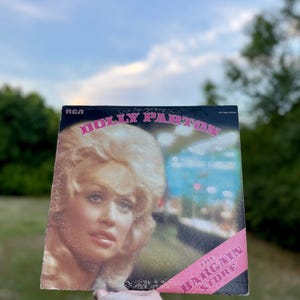 RCA
DOLLY PARTON
THE
BARGAIN
STORE